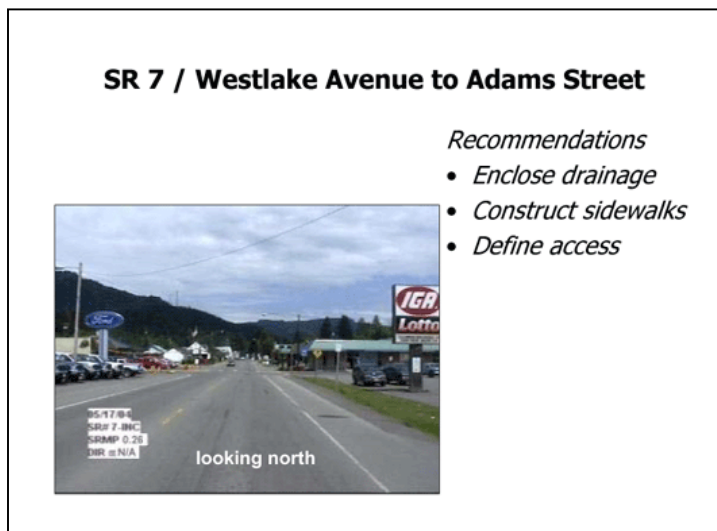 SR 7 / Westlake Avenue to Adams Street
Recommendations
• Enclose drainage
• Construct sidewalks
• Define access
Ford
IGA
Lotto
05/17/04
SR# 7-INC
SRMP 0.26
DIR = N/A
looking north